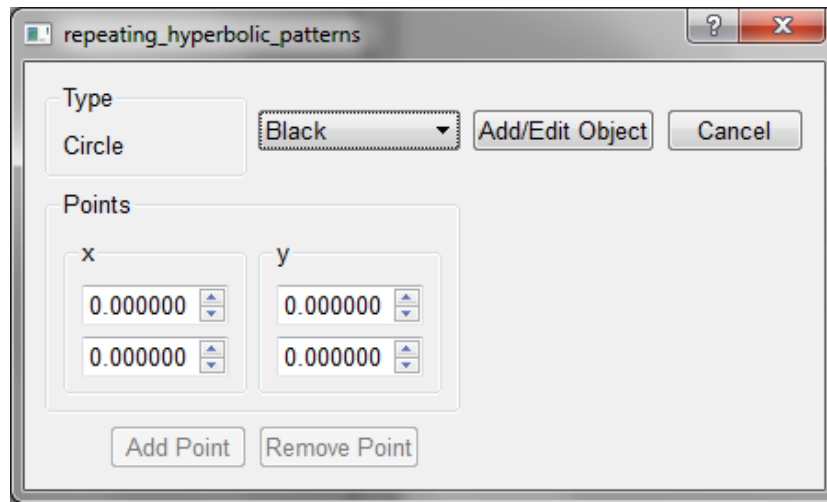 repeating_hyperbolic_patterns
?
Type
Circle
Black
Add/Edit Object
Cancel
Points
x
y
0.000000 0.000000
0.000000 0.000000
Add Point
Remove Point